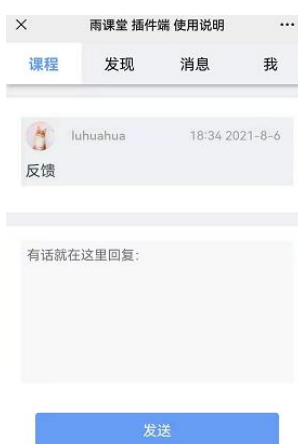 雨课堂 插件端 使用说明
课程 发现 消息 我
luhuahua 18:34 2021-8-6
反馈
有话就在这里回复:
发送